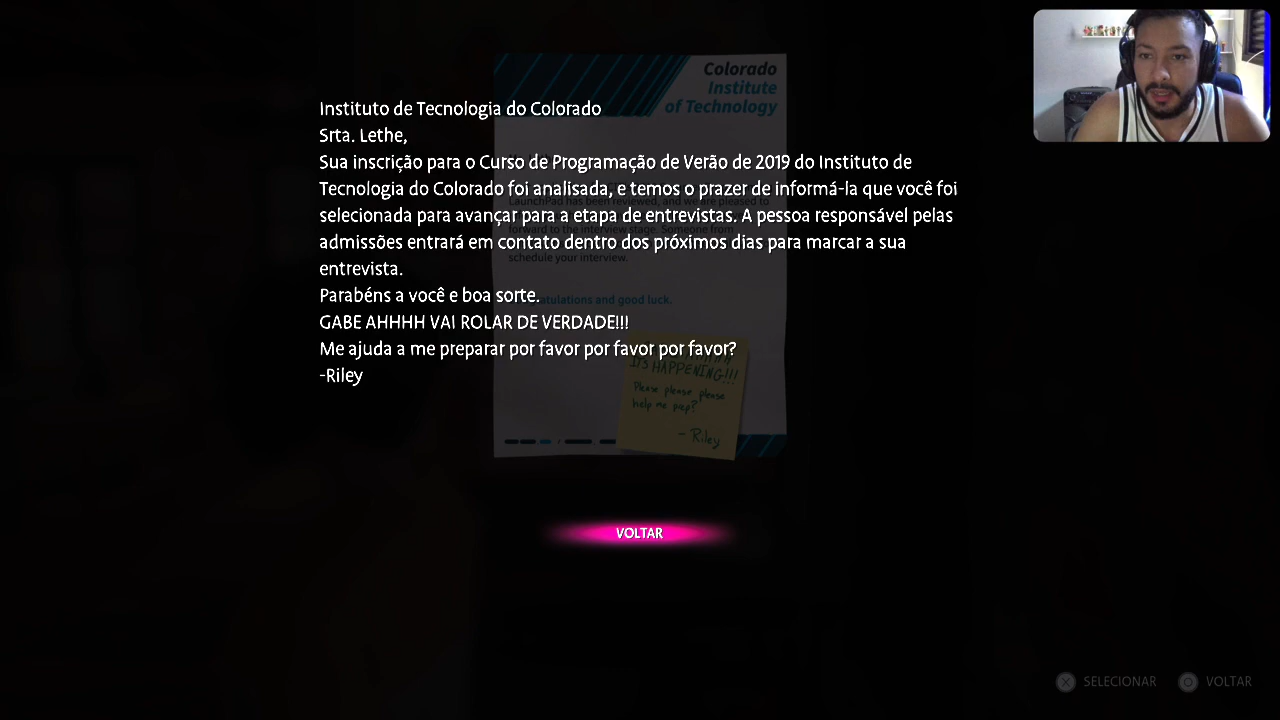 Colorado
Institute
of Technology
Instituto de Tecnologia do Colorado
Srta. Lethe,
Sua inscrição para o Curso de Programação de Verão de 2019 do Instituto de
Tecnologia do Colorado foi analisada, e temos o prazer de informá-la que você foi
selecionada para avançar para a etapa de entrevistas. A pessoa responsável pelas
admissões entrará em contato dentro dos próximos dias para marcar a sua
entrevista.
Parabéns a você e boa sorte.
GABE AHHHH VAI ROLAR DE VERDADE!!!
Me ajuda a me preparar por favor por favor por favor?
-Riley
LaunchPad has been reviewed, and we are pleased to
forward to the interview stage. Someone from
schedule your interview.
and good luck.
ITS HAPPENING!!!
Please please please
help me prep?
- Riley
VOLTAR
SELECIONAR
VOLTAR